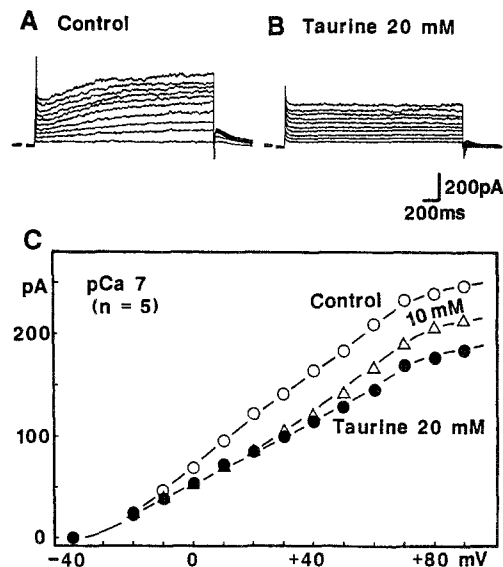 A Control
B Taurine 20 mM
200pA
200ms
C
pA
pCa 7
(n = 5)
Control
10 mM
Taurine 20 mM
200
100
0
-40 0 +40 +80 mV